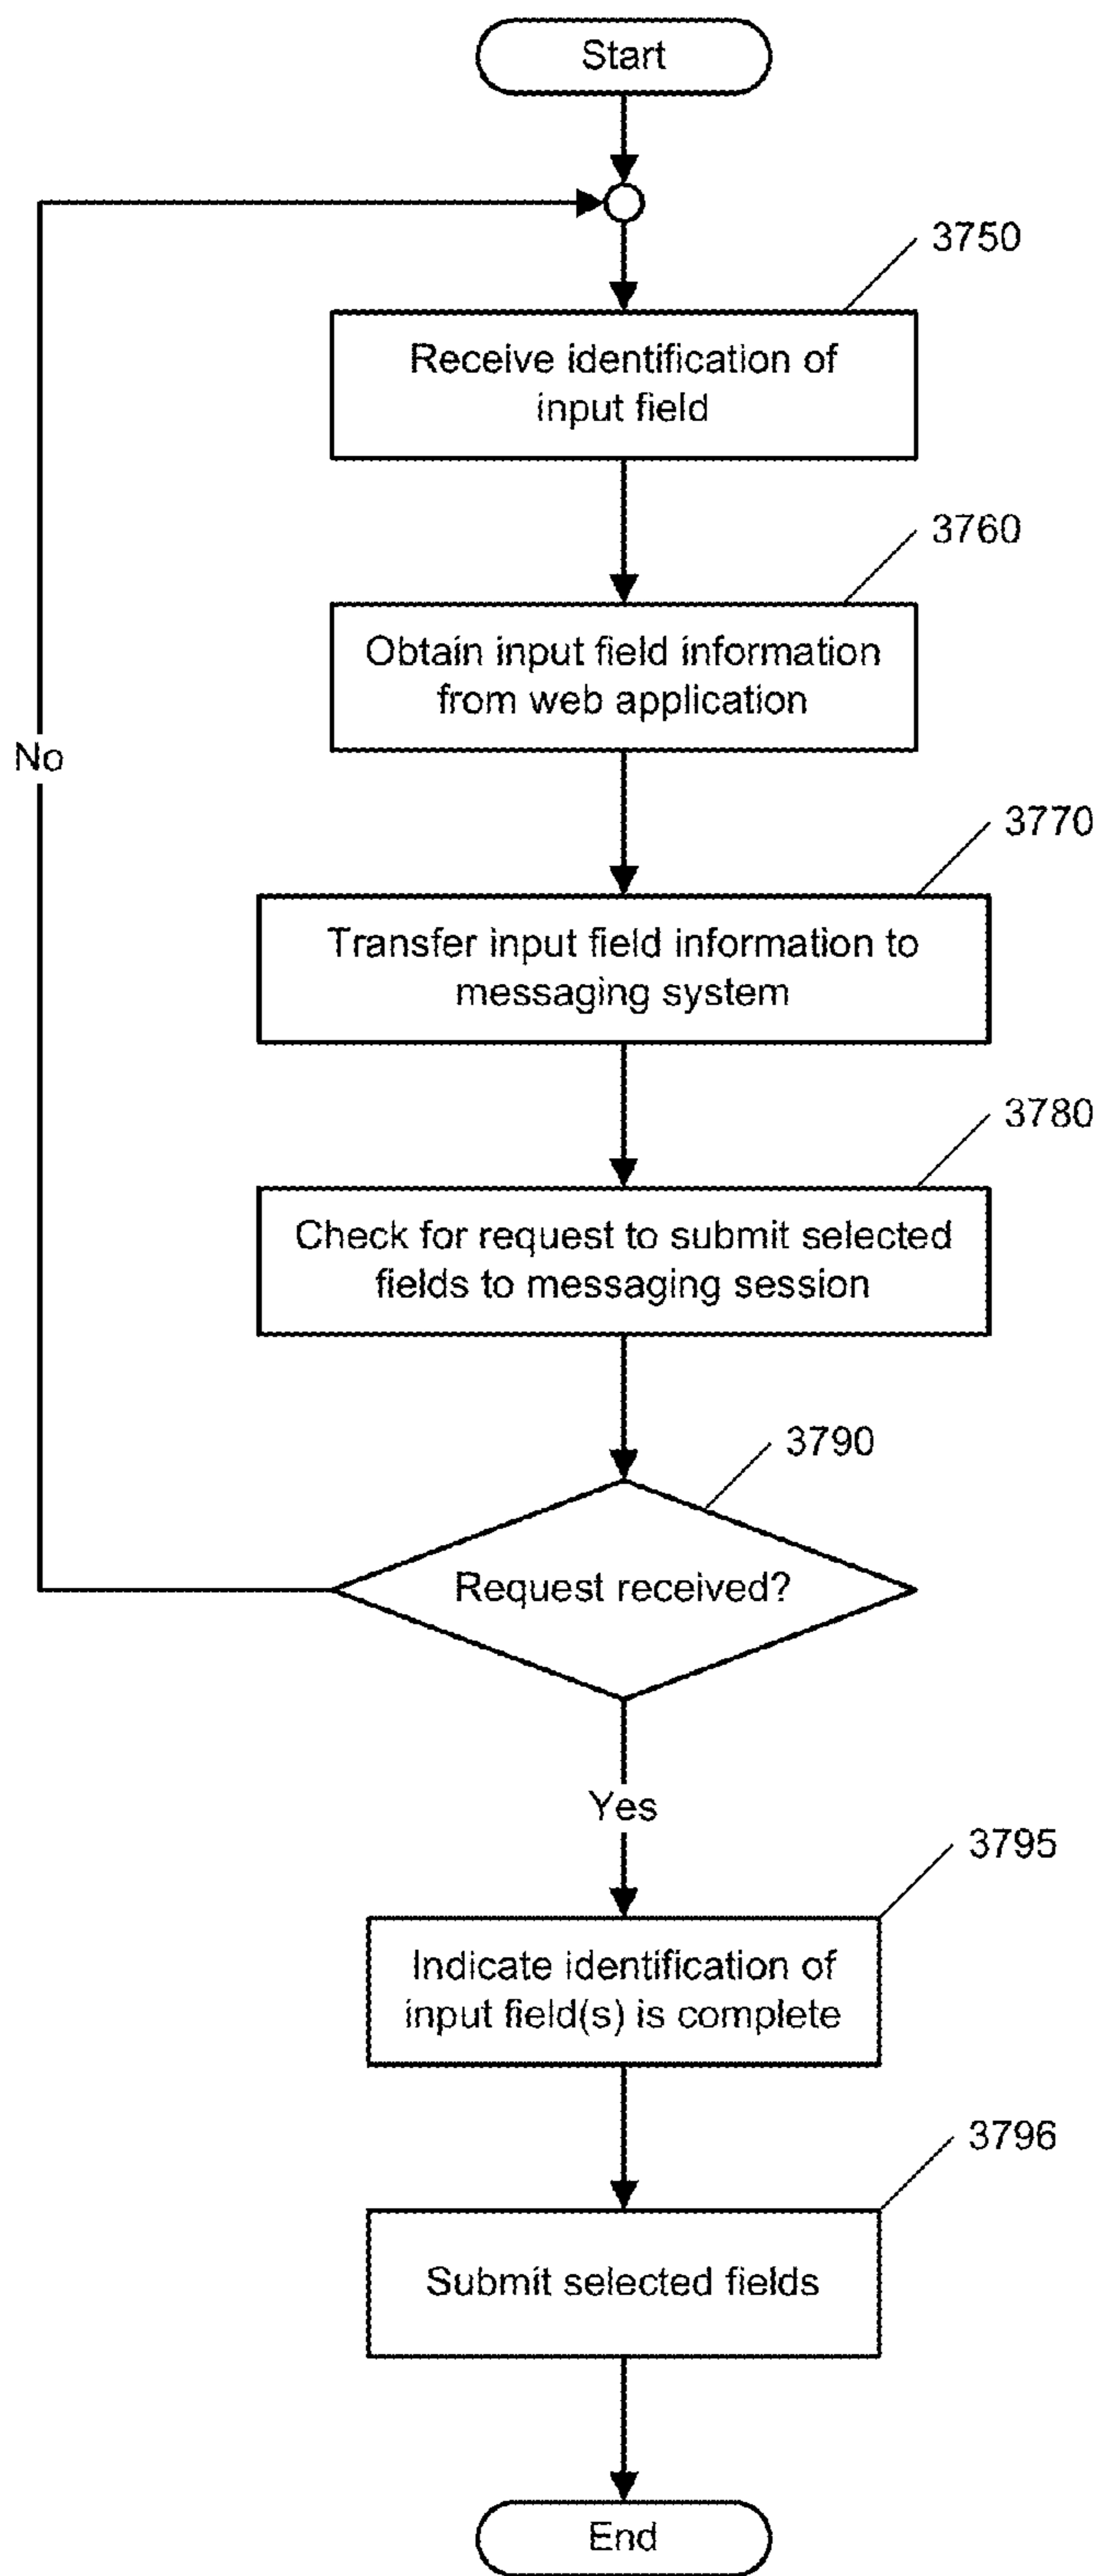 Start
3750
Receive identification of
input field
3760
Obtain input field information
from web application
No
3770
Transfer input field information to
messaging system
3780
Check for request to submit selected
fields to messaging session
3790
Request received?
Yes
3795
Indicate identification of
input field(s) is complete
3796
Submit selected fields
End